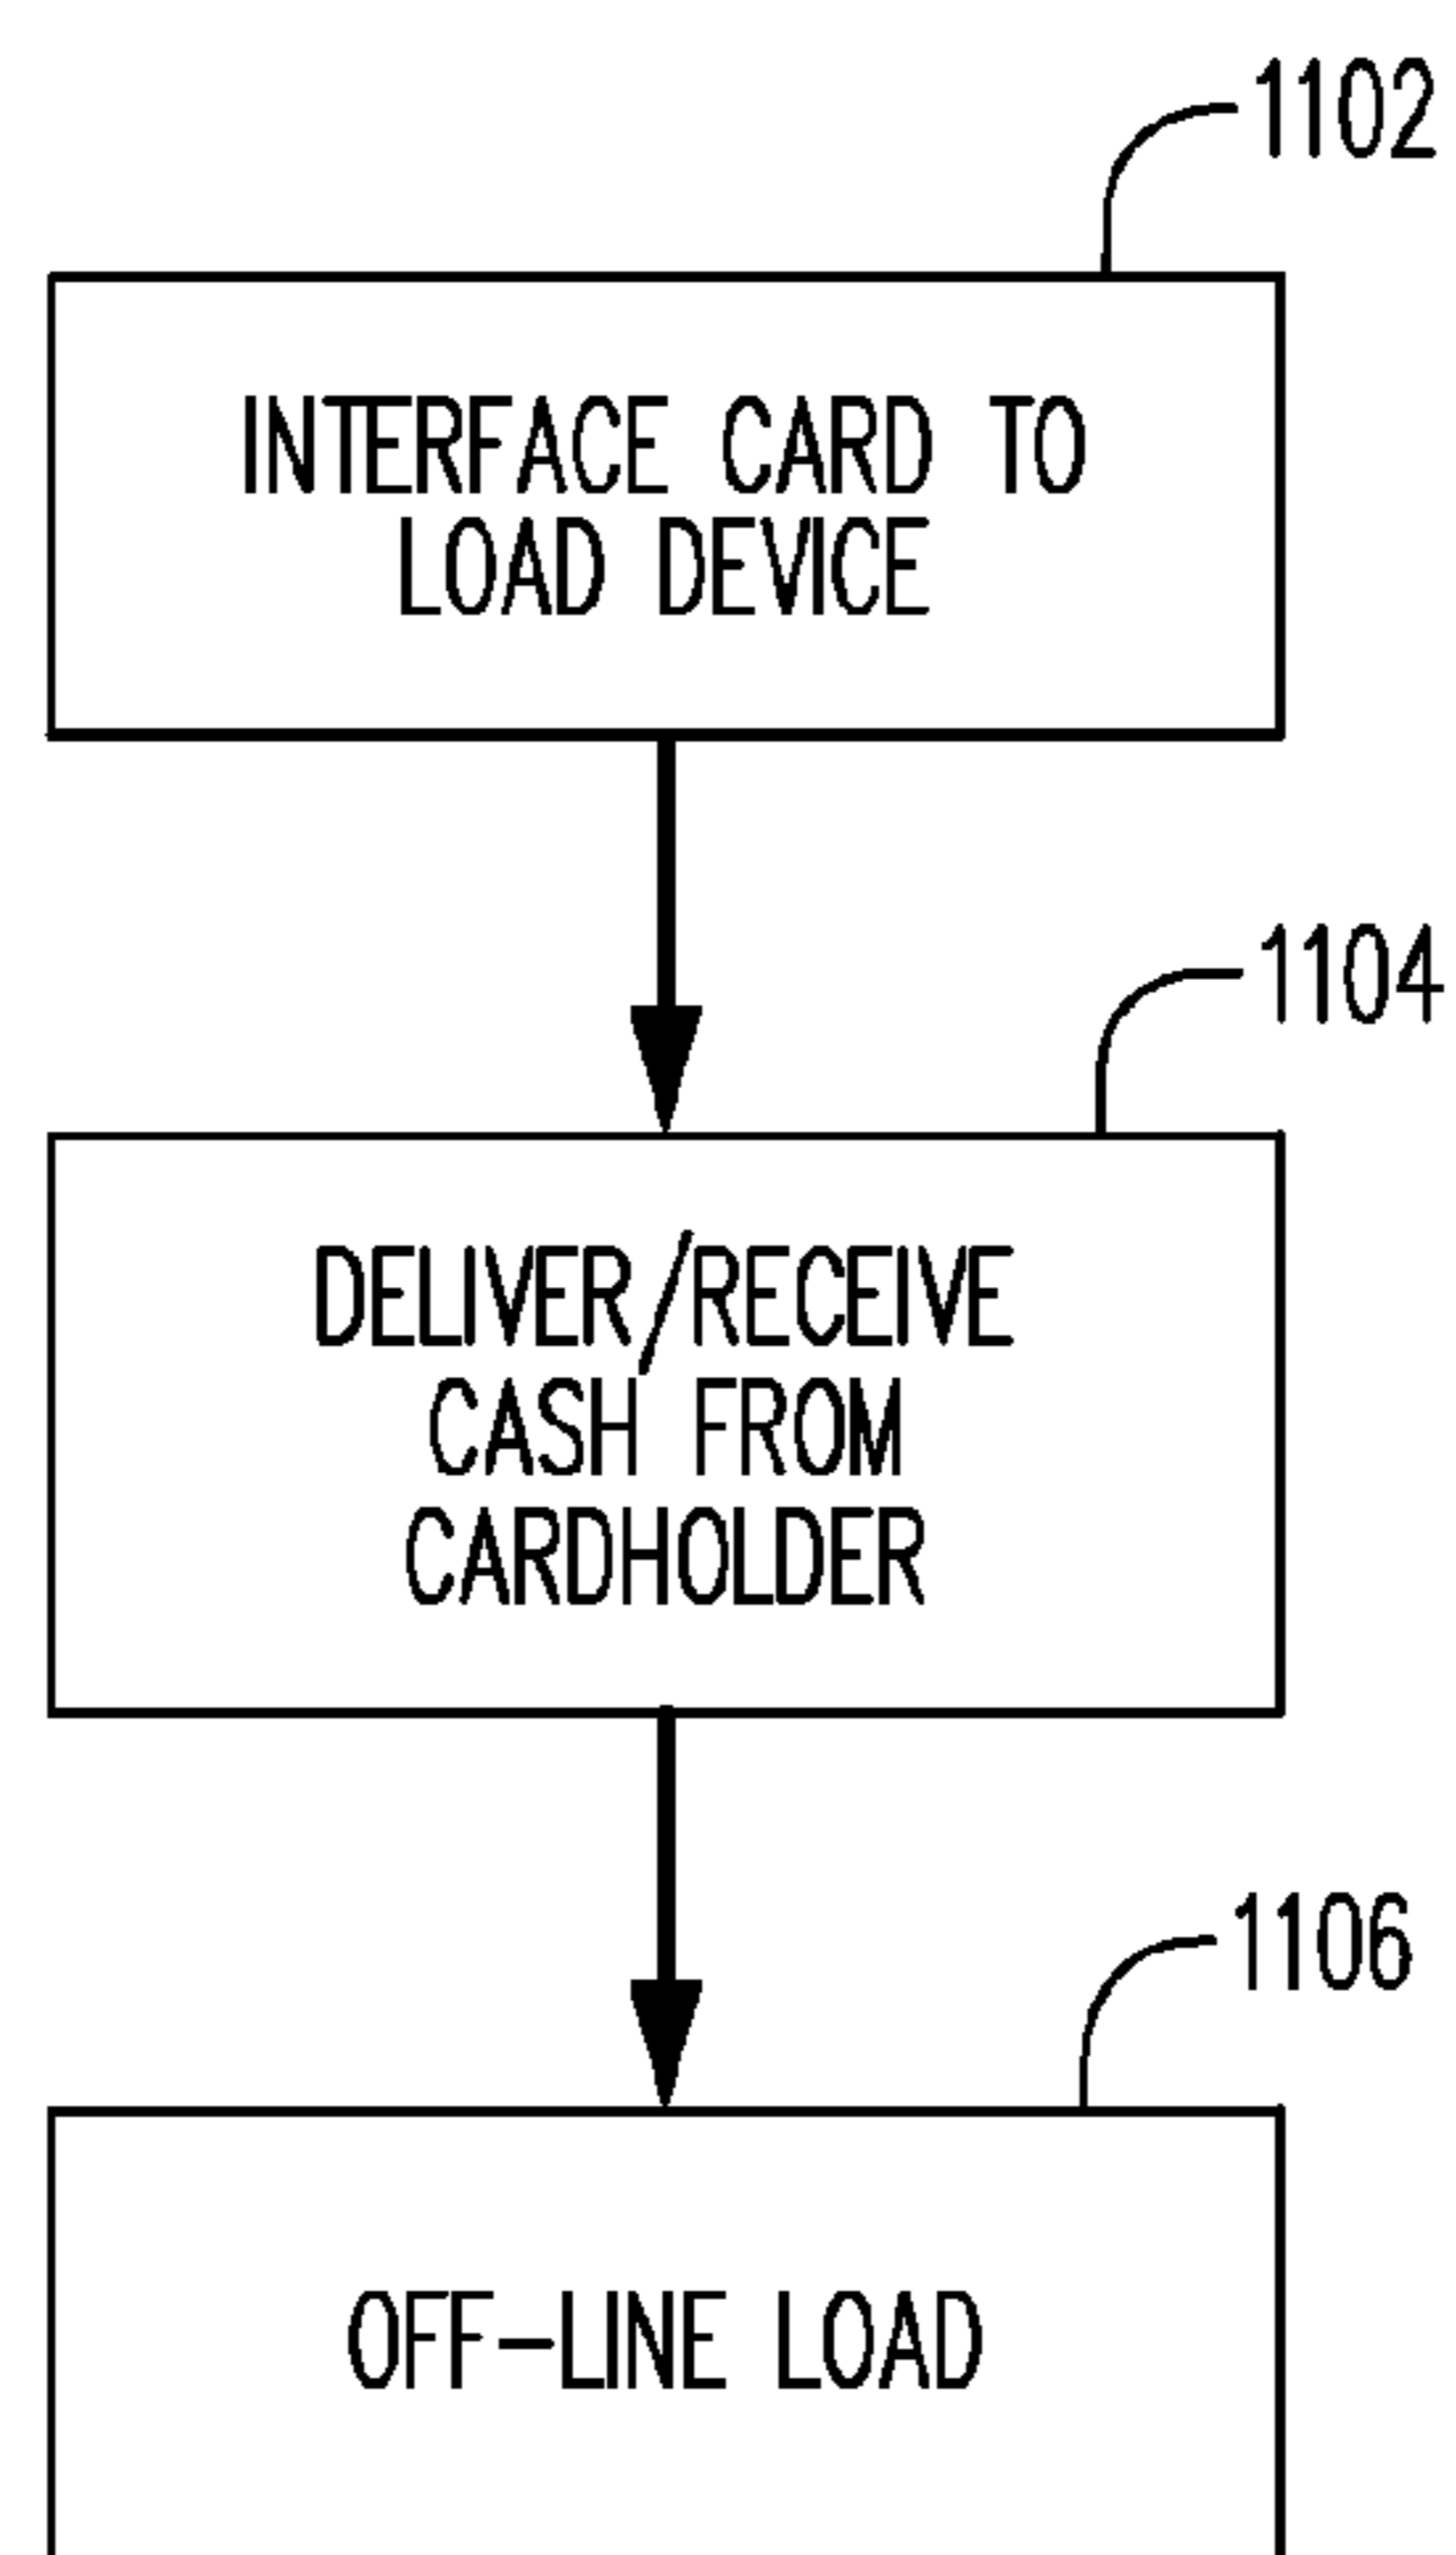 1102
INTERFACE CARD TO
LOAD DEVICE
1104
DELIVER/RECEIVE
CASH FROM
CARDHOLDER
1106
OFF-LINE LOAD